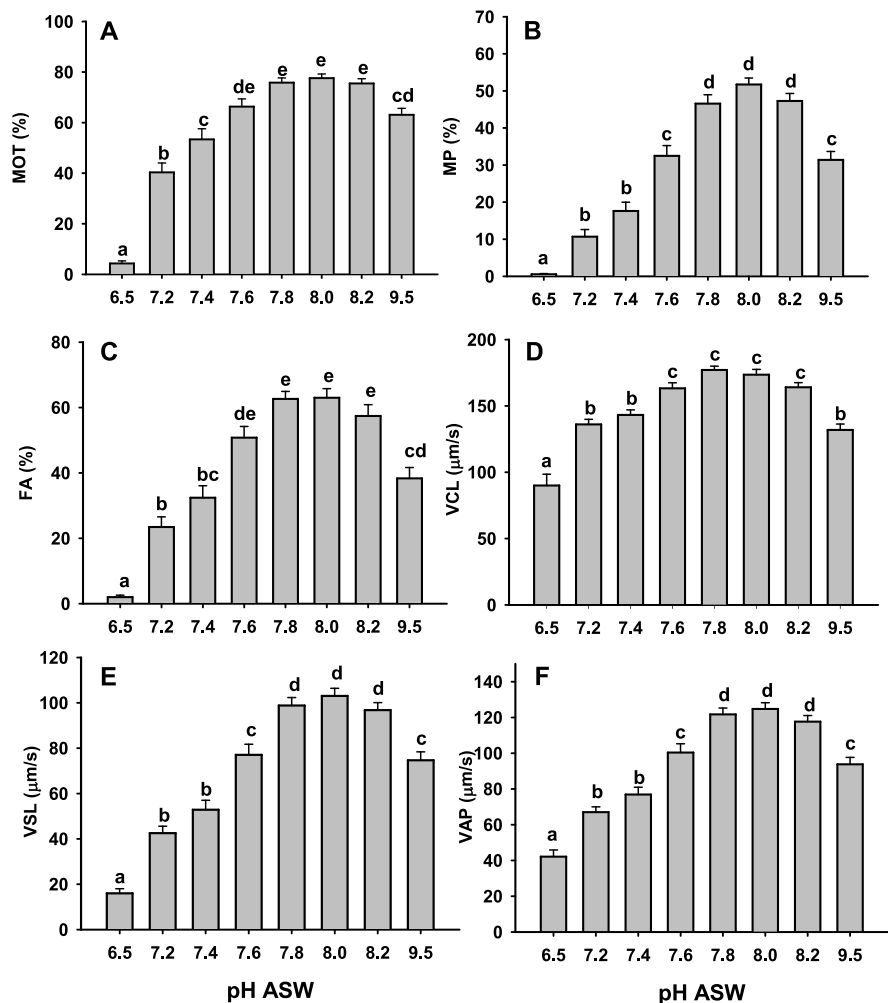 A
MOT (%)
100
80
60
40
20
0
a
b
c
de
e
e
e
cd
6.5 7.2 7.4 7.6 7.8 8.0 8.2 9.5
B
MP (%)
70
60
50
40
30
20
10
0
a
b
b
c
d
d
d
c
6.5 7.2 7.4 7.6 7.8 8.0 8.2 9.5
C
FA (%)
80
60
40
20
0
a
b
bc
de
e
e
e
cd
6.5 7.2 7.4 7.6 7.8 8.0 8.2 9.5
D
VCL (μm/s)
200
150
100
50
0
a
b
b
c
c
c
c
b
6.5 7.2 7.4 7.6 7.8 8.0 8.2 9.5
E
VSL (μm/s)
120
100
80
60
40
20
0
a
b
b
c
d
d
d
c
6.5 7.2 7.4 7.6 7.8 8.0 8.2 9.5
pH ASW
F
VAP (μm/s)
140
120
100
80
60
40
20
0
a
b
b
c
d
d
d
c
6.5 7.2 7.4 7.6 7.8 8.0 8.2 9.5
pH ASW